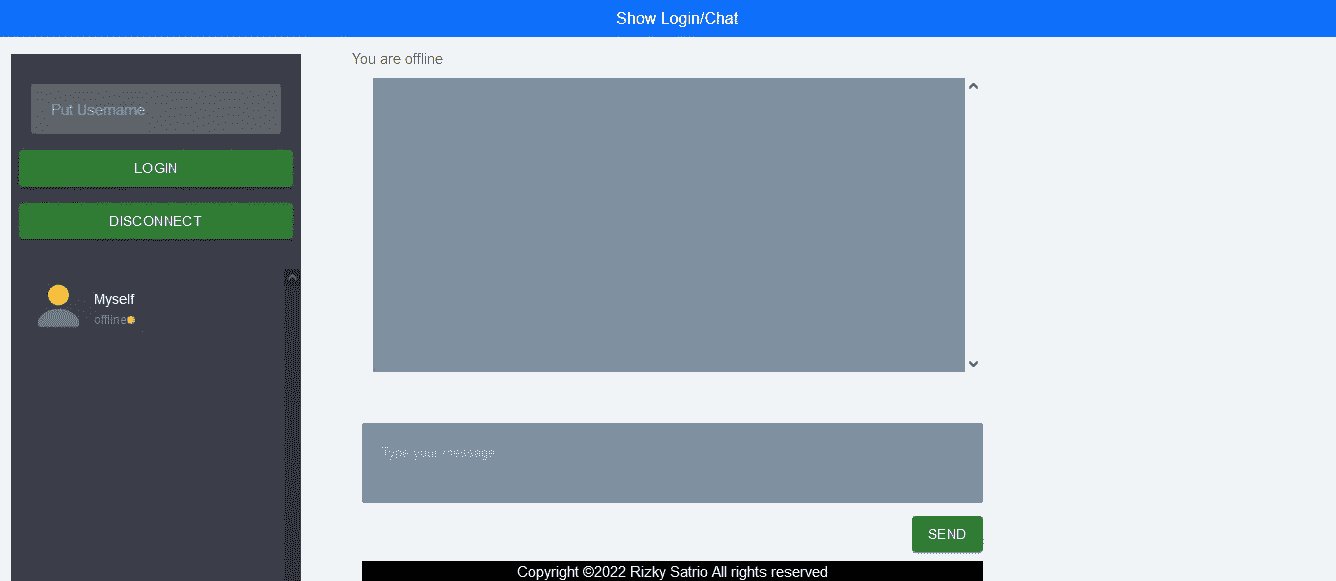 Show Login/Chat
You are offline
Put Username
LOGIN
DISCONNECT
Myself
offline
Type your message
SEND
Copyright ©2022 Rizky Satrio All rights reserved